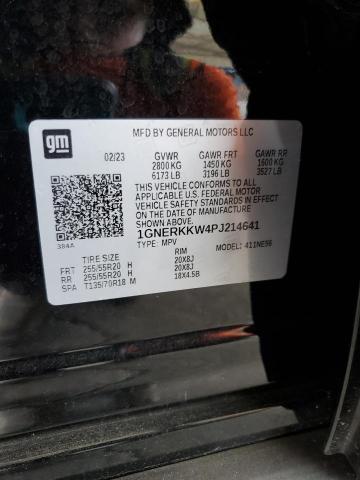 gm
MFD BY GENERAL MOTORS LLC
02/23 GVWR GAWR FRT GAWR RR
2800 KG 1450 KG 1600 KG
6173 LB 3196 LB 3527 LB
THIS VEHICLE CONFORMS TO ALL
APPLICABLE U.S. FEDERAL MOTOR
VEHICLE SAFETY STANDARDS IN
EFFECT ON THE DATE OF
MANUFACTURE SHOWN ABOVE.
1GNERKKW4PJ214641
384A TYPE: MPV MODEL: 411NE56
TIRE SIZE RIM
FRT 255/55R20 H 20X8J
RR 255/55R20 H 20X8J
SPA T135/70R18 M 18X4.5B